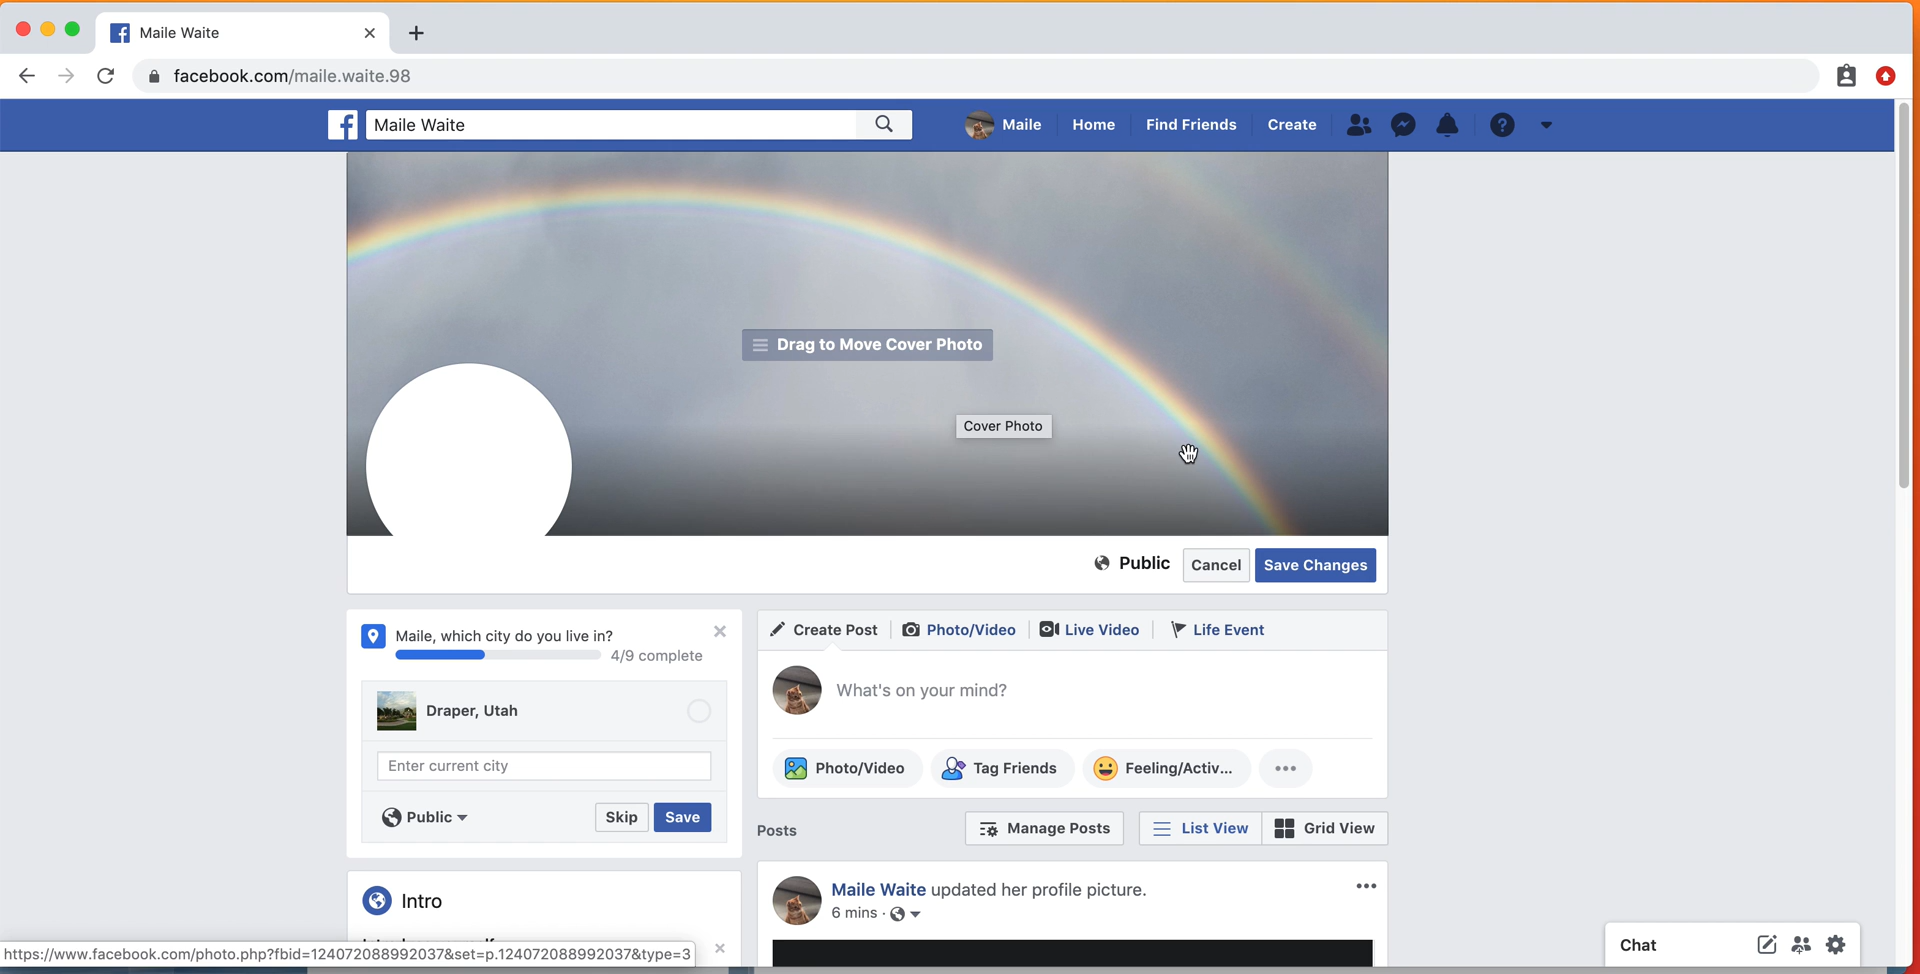 Maile Waite
facebook.com/maile.waite.98
Maile Waite
Maile
Home
Find Friends
Create
Drag to Move Cover Photo
Cover Photo
Public
Cancel
Save Changes
Maile, which city do you live in?
4/9 complete
Draper, Utah
Enter current city
Public
Skip
Save
Intro
Create Post
Photo/Video
Live Video
Life Event
What's on your mind?
Photo/Video
Tag Friends
Feeling/Activ...
Posts
Manage Posts
List View
Grid View
Maile Waite updated her profile picture.
6 mins ·
Chat
https://www.facebook.com/photo.php?fbid=124072088992037&set=p.124072088992037&type=3